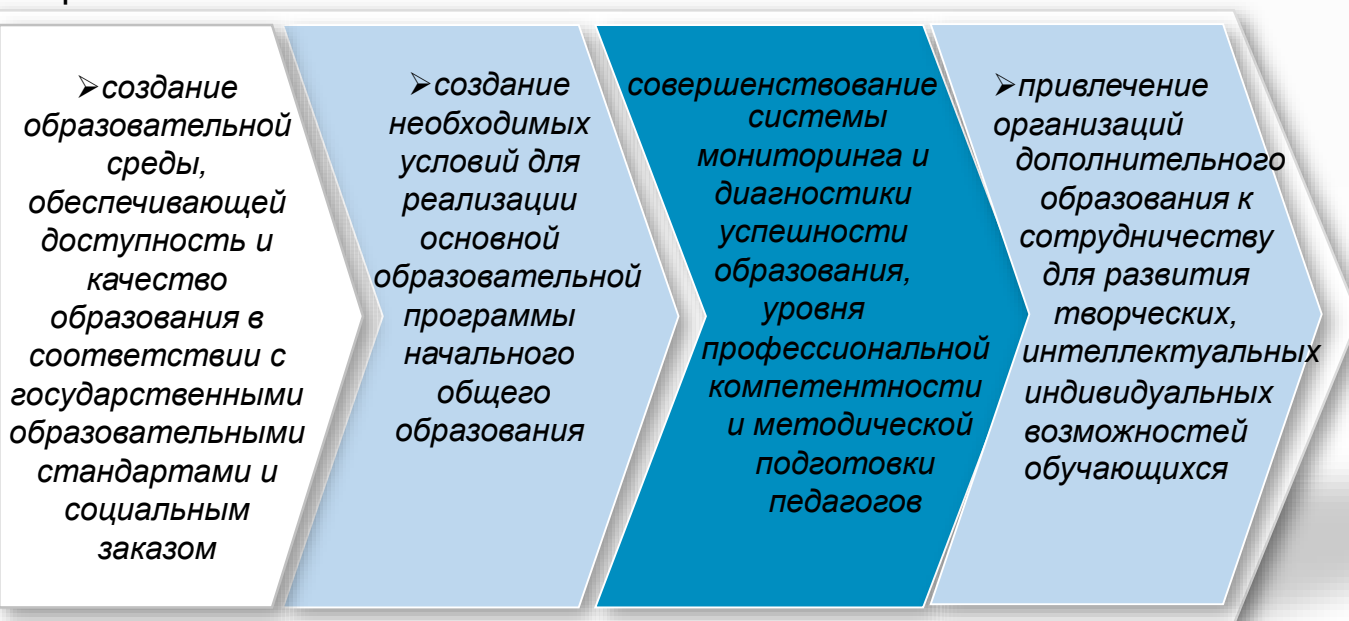 ➢создание
образовательной
среды,
обеспечивающей
доступность и
качество
образования в
соответствии с
государственными
образовательными
стандартами и
социальным
заказом
➢создание
необходимых
условий для
реализации
основной
образовательной
программы
начального
общего
образования
совершенствование
системы
мониторинга и
диагностики
успешности
образования,
уровня
профессиональной
компетентности
и методической
подготовки
педагогов
➢привлечение
организаций
дополнительного
образования к
сотрудничеству
для развития
творческих,
интеллектуальных
индивидуальных
возможностей
обучающихся